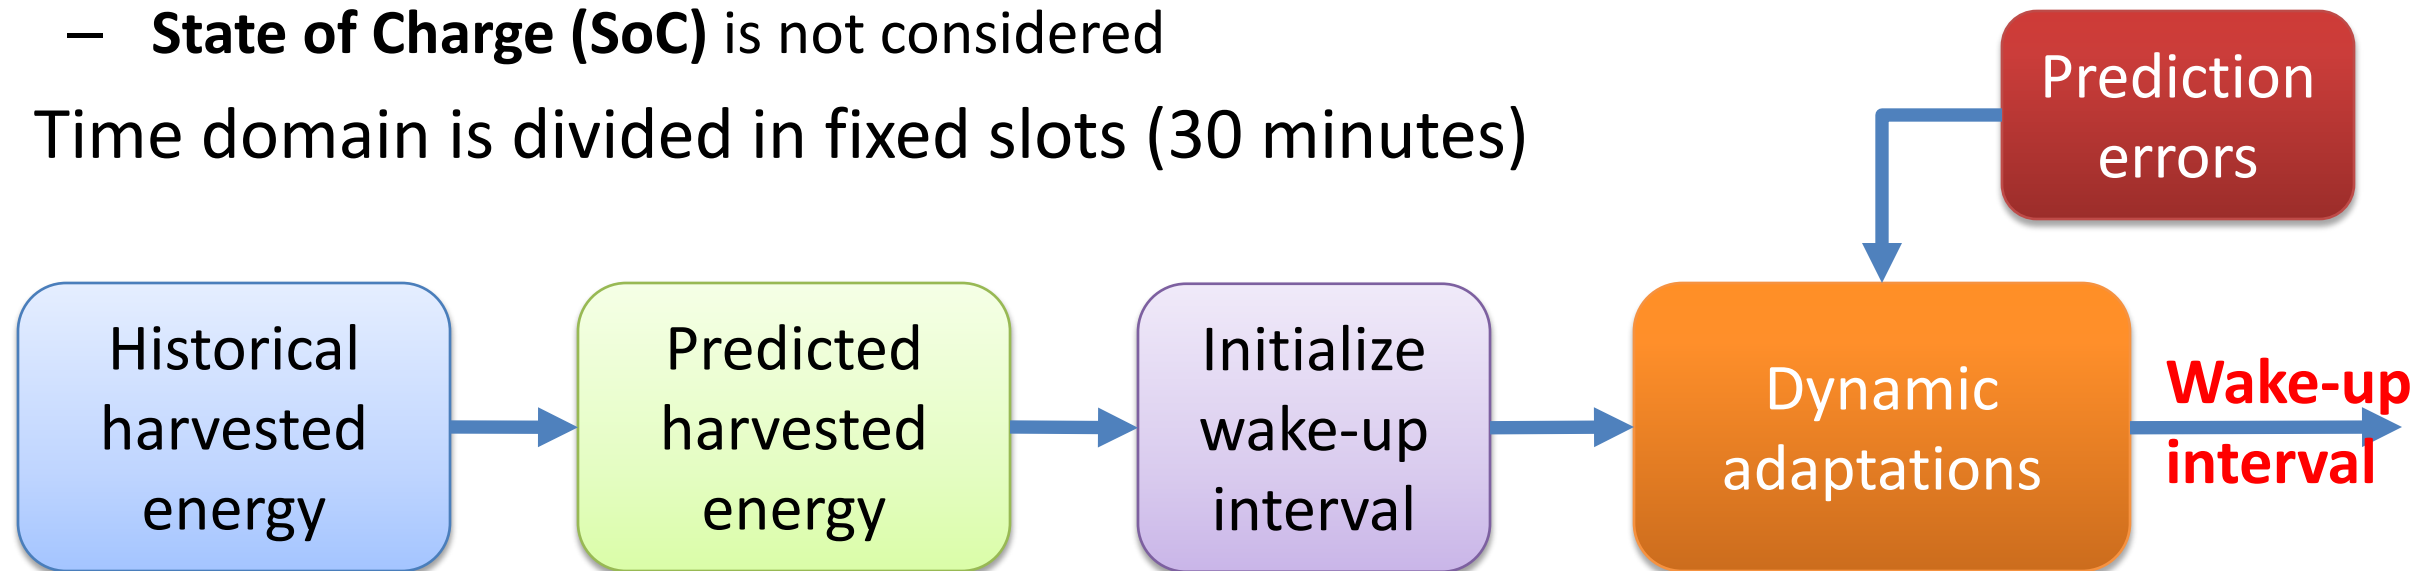 – State of Charge (SoC) is not considered
Time domain is divided in fixed slots (30 minutes)
Prediction
errors
Historical
harvested
energy
Predicted
harvested
energy
Initialize
wake-up
interval
Dynamic
adaptations
Wake-up
interval